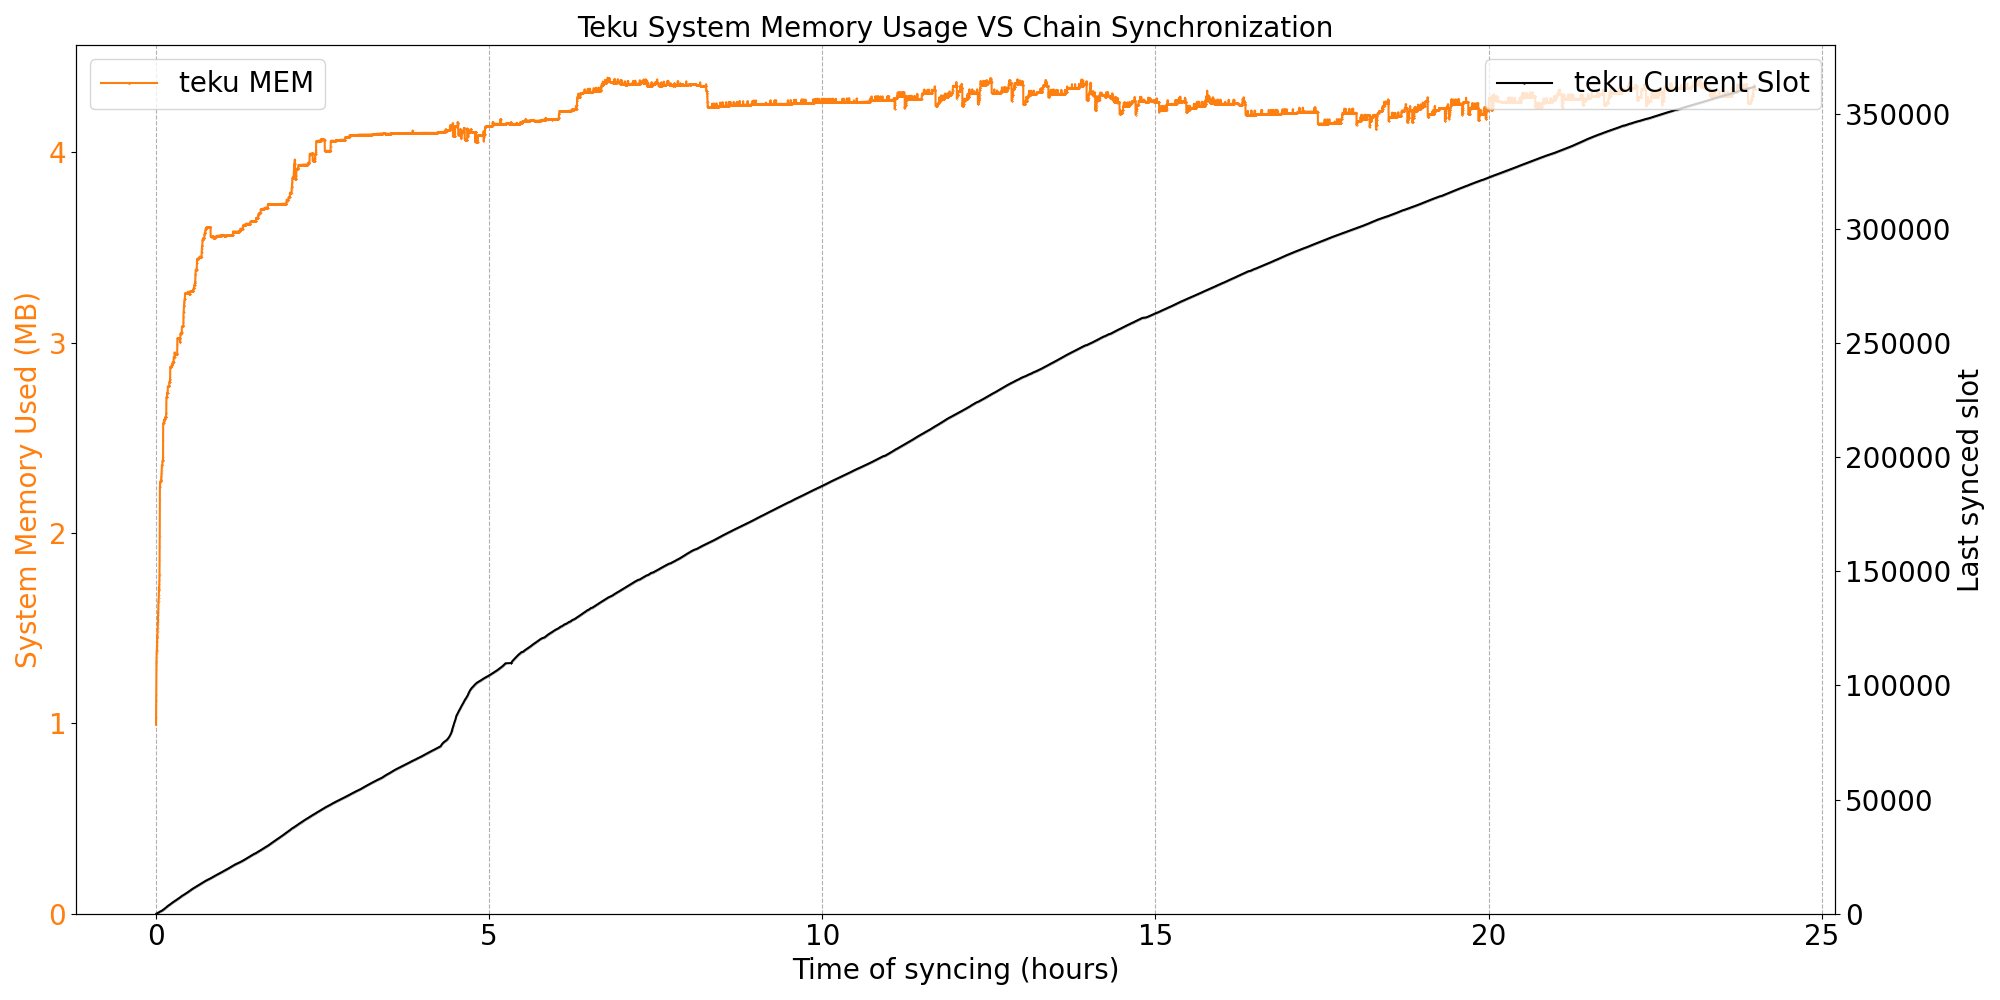 Teku System Memory Usage VS Chain Synchronization
teku MEM
teku Current Slot
System Memory Used (MB)
4
3
2
1
0
350000
300000
250000
200000
150000
100000
50000
0
Last synced slot
0 5 10 15 20 25
Time of syncing (hours)